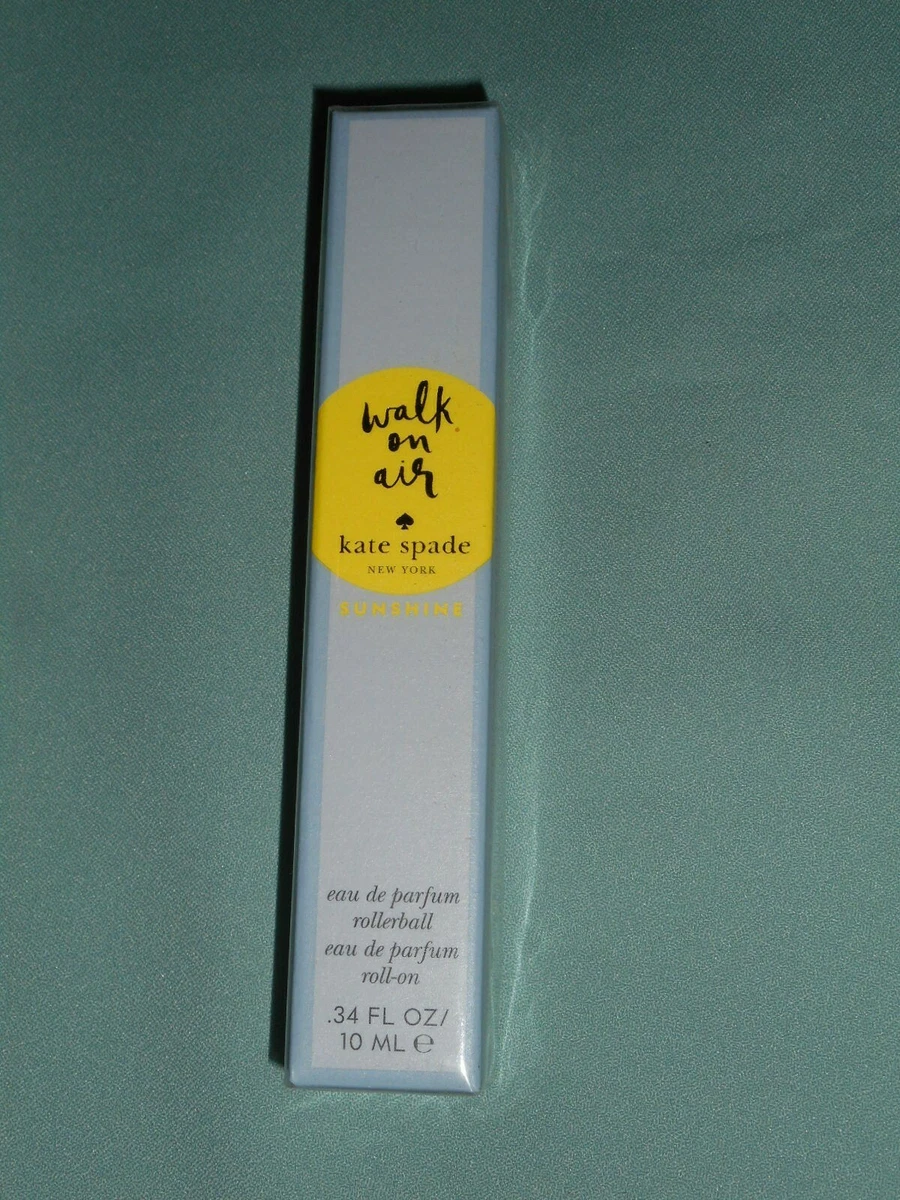 walk
on
air
kate spade
NEW YORK
SUNSHINE
eau de parfum
rollerball
eau de parfum
roll-on
.34 FL OZ/
10 ML ℮